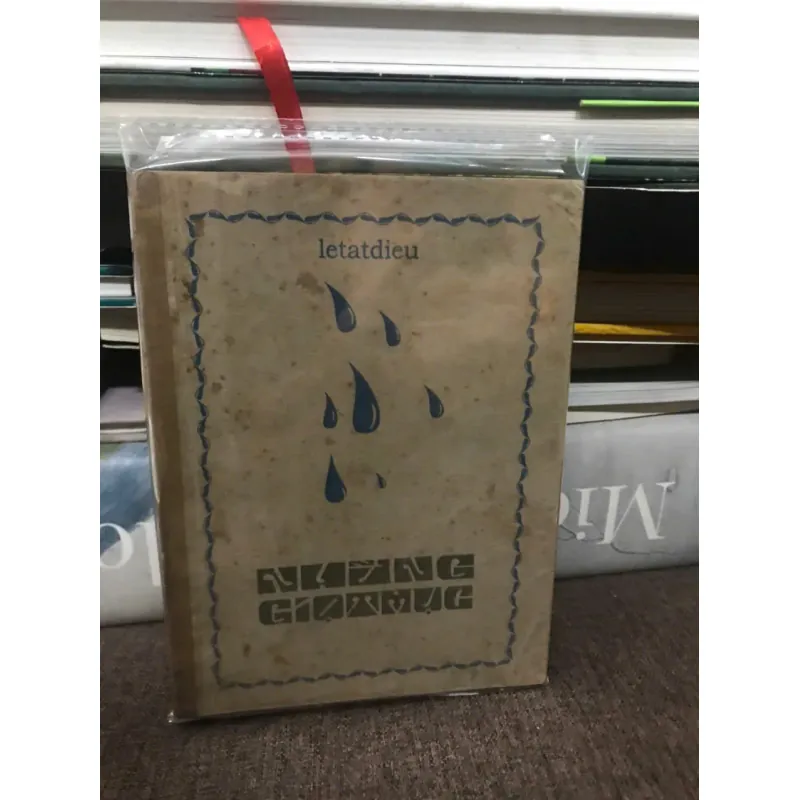 letatdieu
NHỮNG
GIỌT MỰC